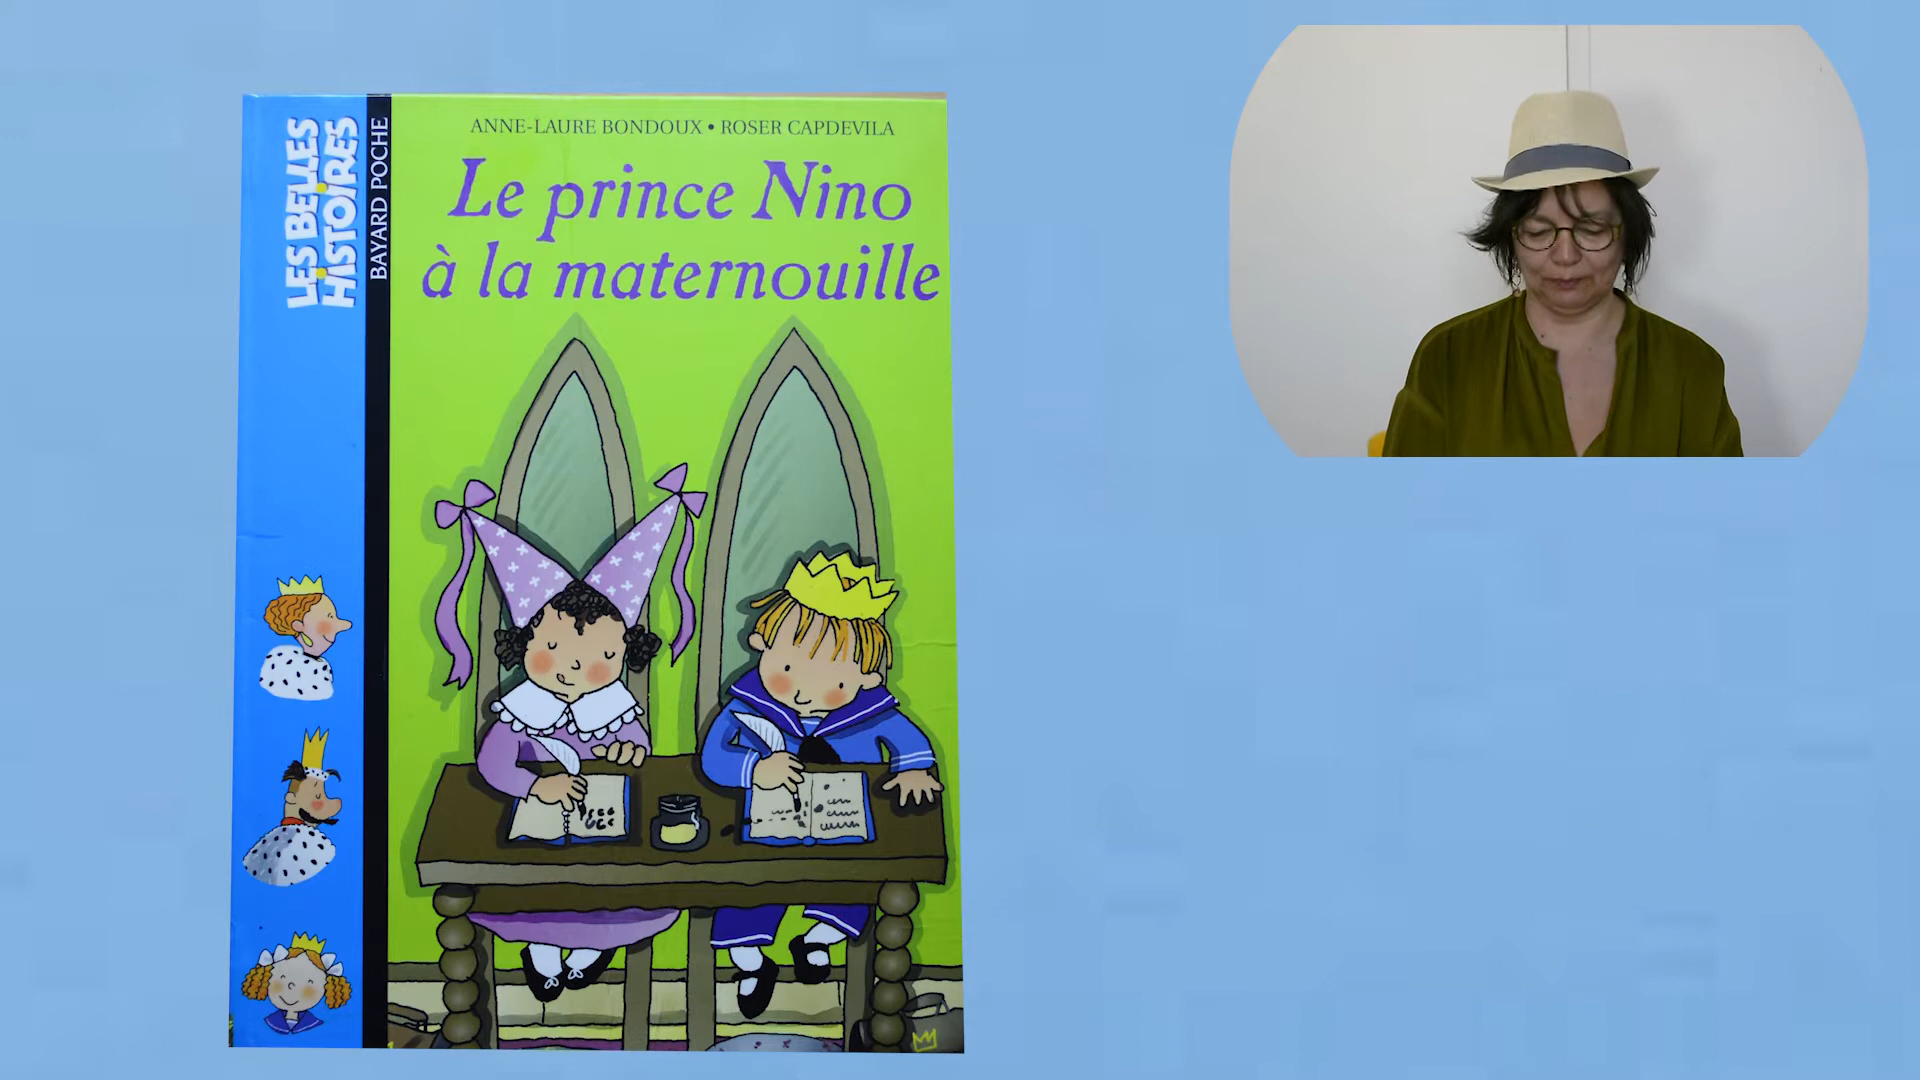 LES BELLES
HISTOIRES
BAYARD POCHE
ANNE-LAURE BONDOUX • ROSER CAPDEVILA
Le prince Nino
à la maternouille